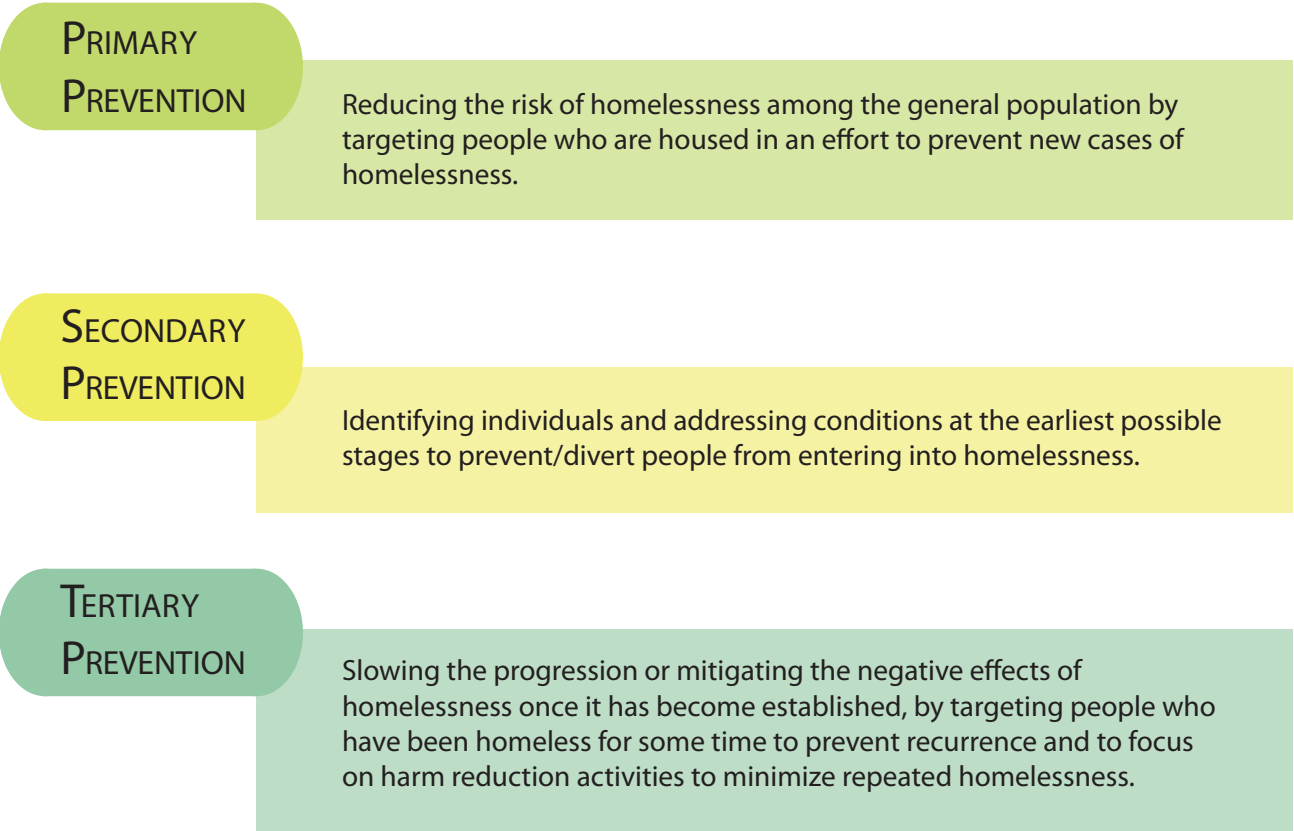 PRIMARY
PREVENTION
Reducing the risk of homelessness among the general population by
targeting people who are housed in an effort to prevent new cases of
homelessness.
SECONDARY
PREVENTION
Identifying individuals and addressing conditions at the earliest possible
stages to prevent/divert people from entering into homelessness.
TERTIARY
PREVENTION
Slowing the progression or mitigating the negative effects of
homelessness once it has become established, by targeting people who
have been homeless for some time to prevent recurrence and to focus
on harm reduction activities to minimize repeated homelessness.